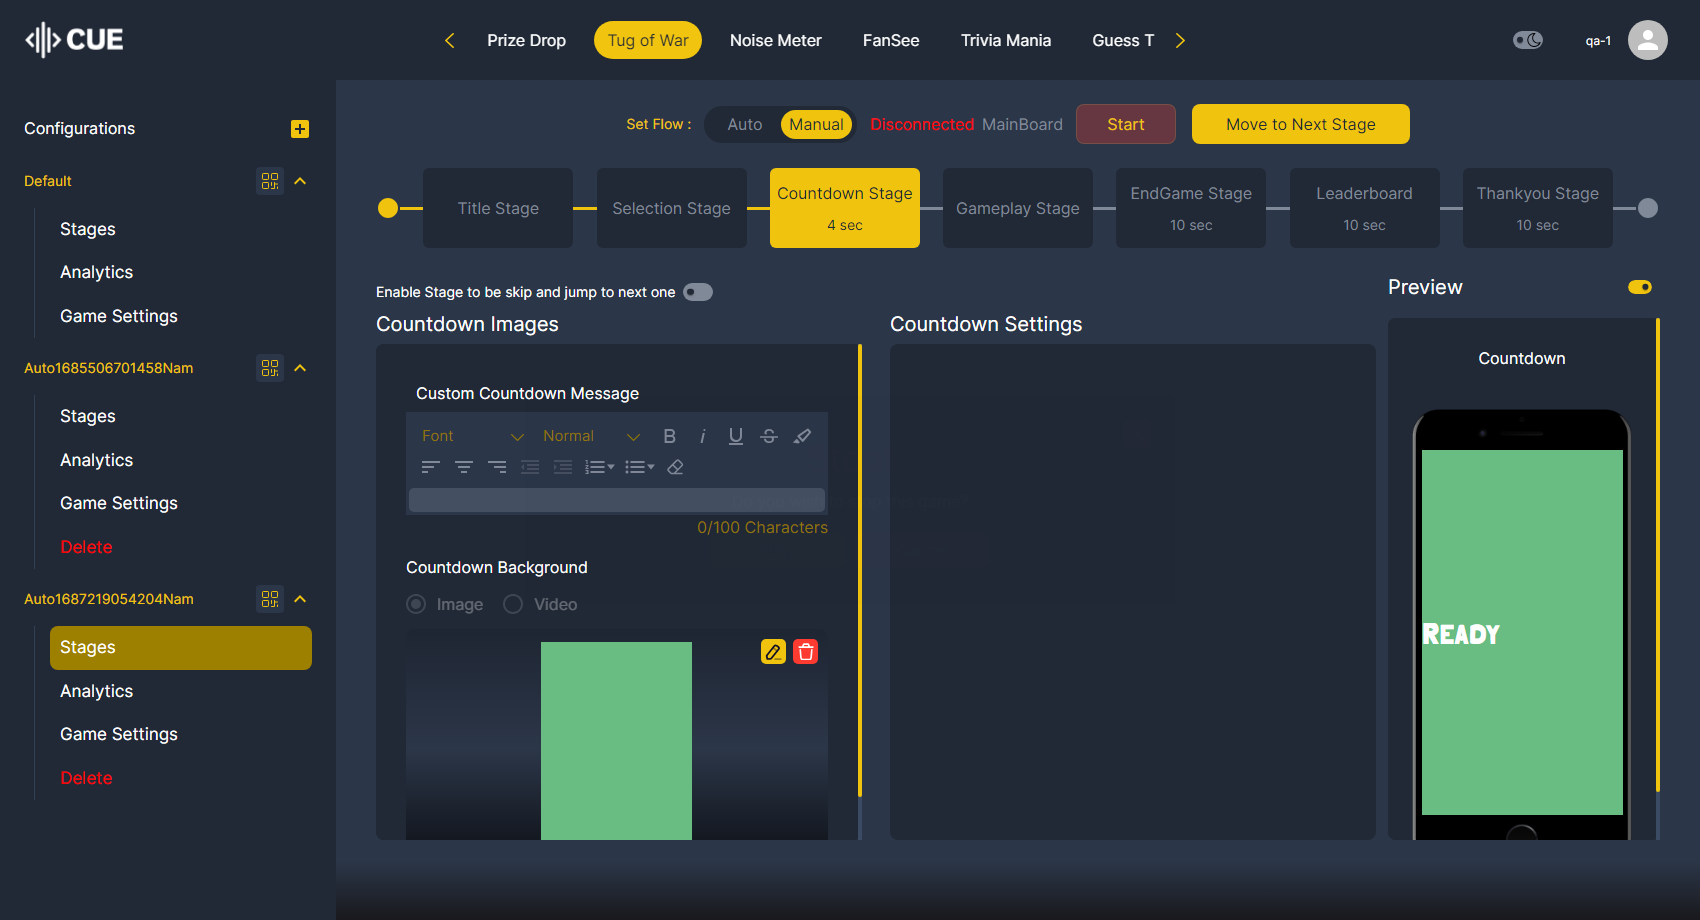 CUE
Prize Drop
Tug of War
Noise Meter
FanSee
Trivia Mania
Guess T
qa-1
Configurations
Default
Stages
Analytics
Game Settings
Auto1685506701458Nam
Stages
Analytics
Game Settings
Delete
Auto1687219054204Nam
Stages
Analytics
Game Settings
Delete
Set Flow :
Auto
Manual
Disconnected MainBoard
Start
Move to Next Stage
Title Stage
Selection Stage
Countdown Stage
4 sec
Gameplay Stage
EndGame Stage
10 sec
Leaderboard
10 sec
Thankyou Stage
10 sec
Enable Stage to be skip and jump to next one
Countdown Images
Custom Countdown Message
Font
Normal
B i U S
0/100 Characters
Countdown Background
Image
Video
Countdown Settings
Preview
Countdown
READY